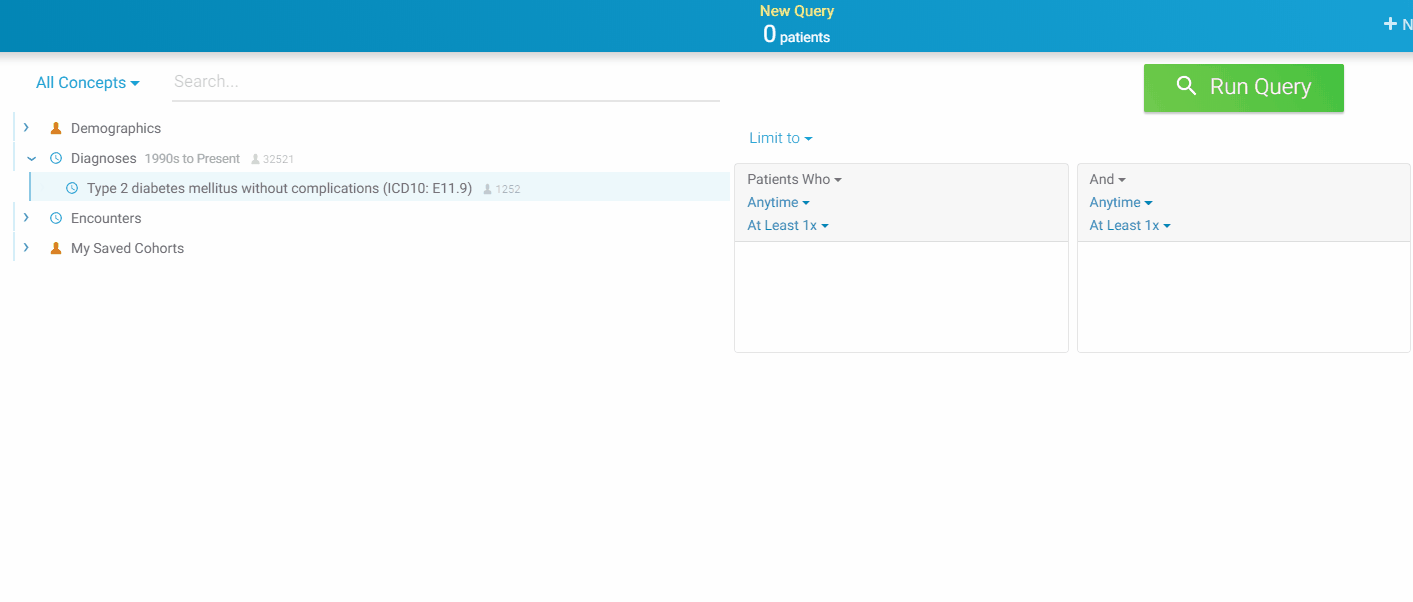 New Query
0 patients
+ N
All Concepts
Search...
Run Query
Demographics
Diagnoses 1990s to Present 32521
Type 2 diabetes mellitus without complications (ICD10: E11.9) 1252
Encounters
My Saved Cohorts
Limit to
Patients Who
Anytime
At Least 1x
And
Anytime
At Least 1x